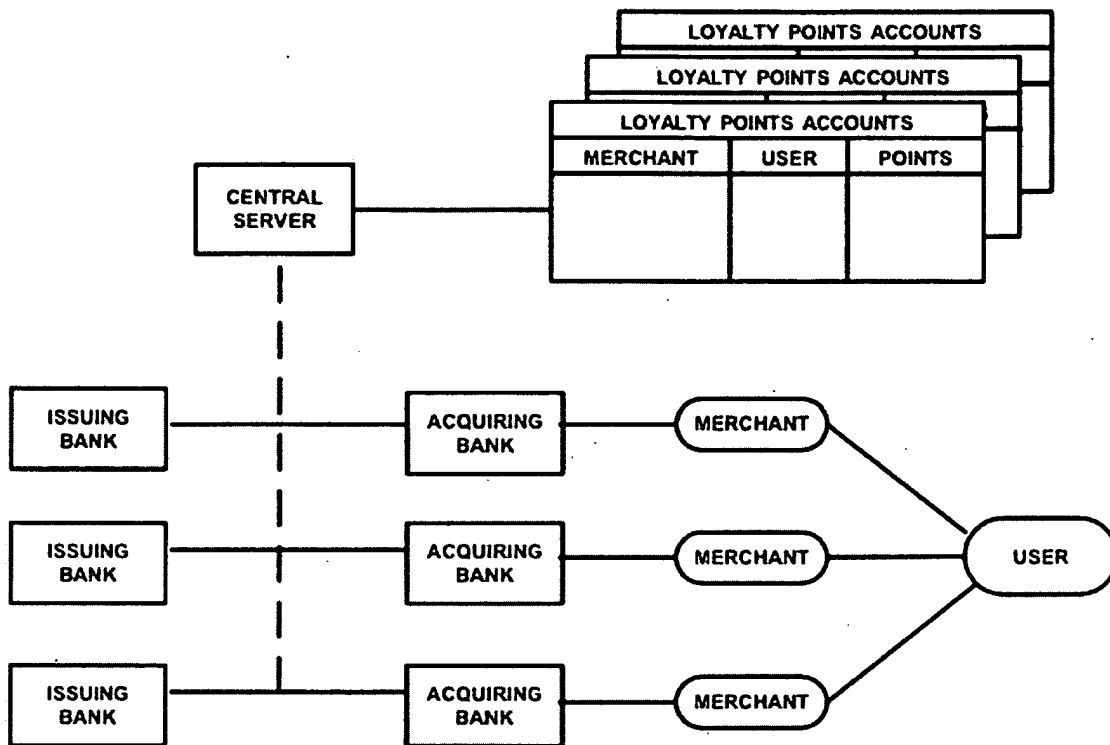 LOYALTY POINTS ACCOUNTS
LOYALTY POINTS ACCOUNTS
LOYALTY POINTS ACCOUNTS
MERCHANT USER POINTS
CENTRAL
SERVER
ISSUING
BANK
ACQUIRING
BANK
MERCHANT
ISSUING
BANK
ACQUIRING
BANK
MERCHANT
USER
ISSUING
BANK
ACQUIRING
BANK
MERCHANT